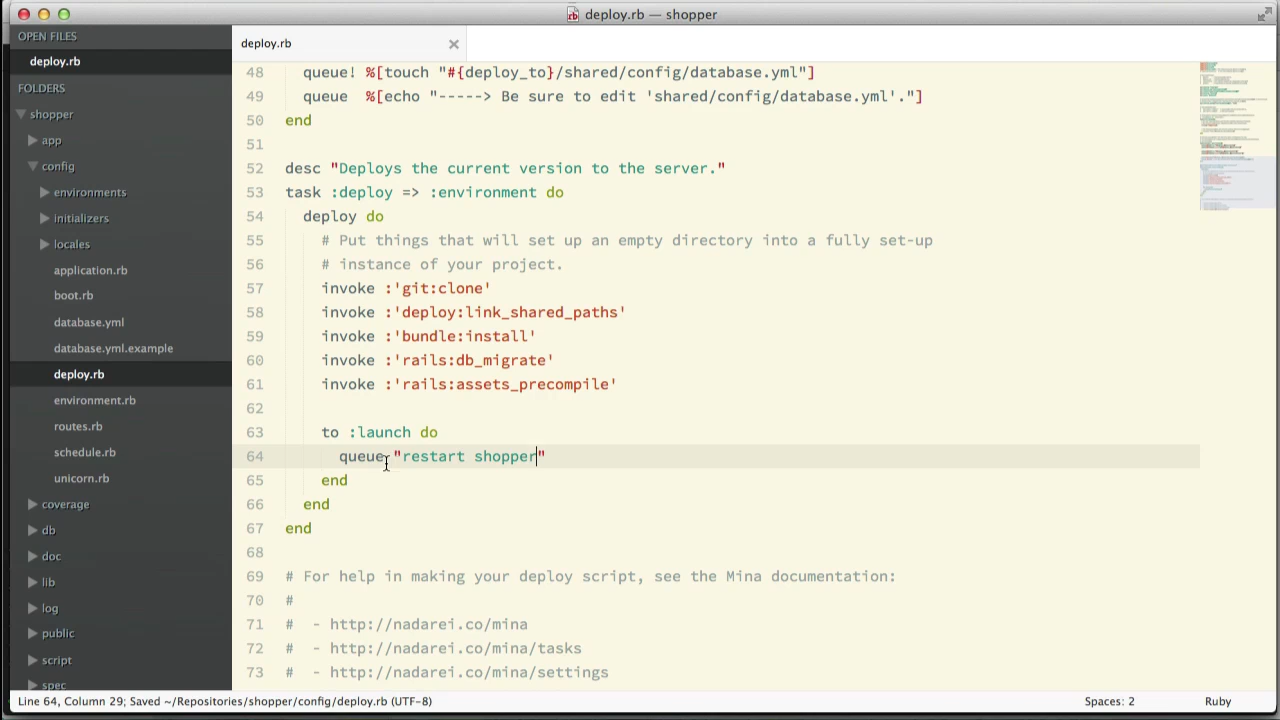 deploy.rb — shopper
OPEN FILES
deploy.rb
FOLDERS
shopper
app
config
environments
initializers
locales
application.rb
boot.rb
database.yml
database.yml.example
deploy.rb
environment.rb
routes.rb
schedule.rb
unicorn.rb
coverage
db
doc
lib
log
public
script
spec
deploy.rb
48 queue! %[touch "#{deploy_to}/shared/config/database.yml"]
49 queue %[echo "-----> Be sure to edit 'shared/config/database.yml'."]
50 end
51
52 desc "Deploys the current version to the server."
53 task :deploy => :environment do
54 deploy do
55 # Put things that will set up an empty directory into a fully set-up
56 # instance of your project.
57 invoke :'git:clone'
58 invoke :'deploy:link_shared_paths'
59 invoke :'bundle:install'
60 invoke :'rails:db_migrate'
61 invoke :'rails:assets_precompile'
62
63 to :launch do
64 queue "restart shopper"
65 end
66 end
67 end
68
69 # For help in making your deploy script, see the Mina documentation:
70 #
71 # - http://nadarei.co/mina
72 # - http://nadarei.co/mina/tasks
73 # - http://nadarei.co/mina/settings
Line 64, Column 29; Saved ~/Repositories/shopper/config/deploy.rb (UTF-8)
Spaces: 2
Ruby